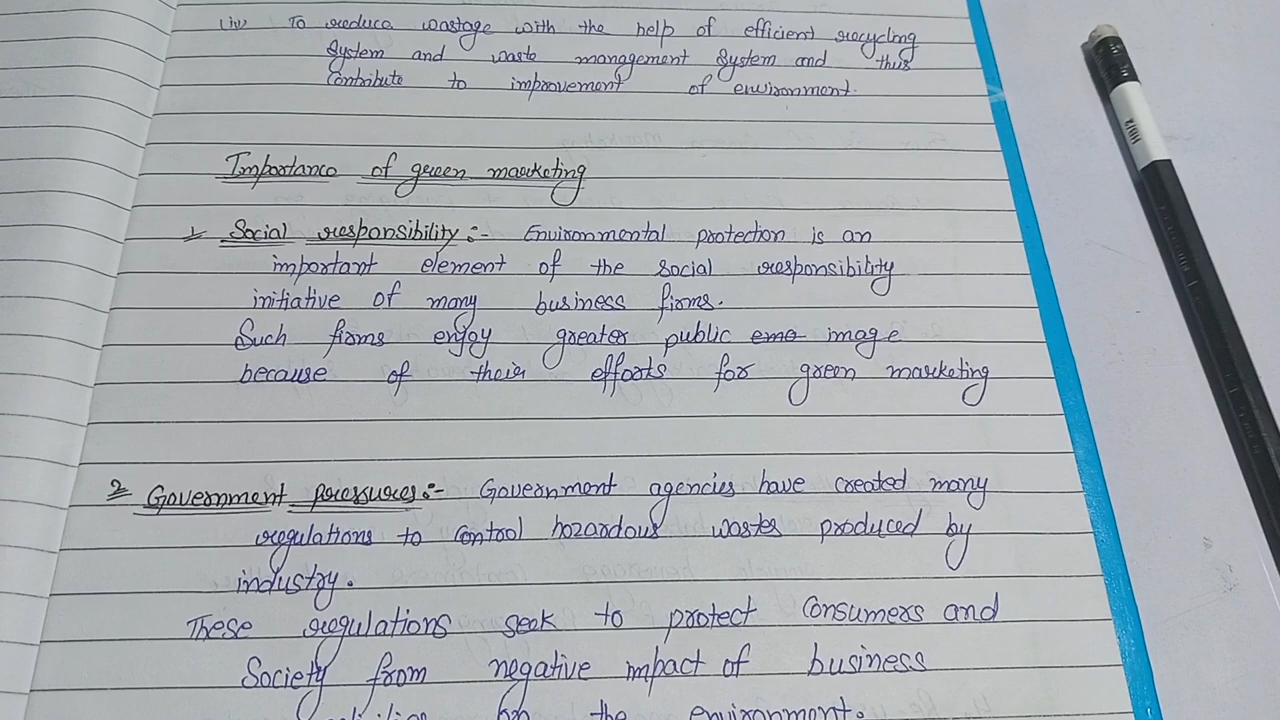 (iv) To reduce wastage with the help of efficient recycling
System and waste management System and thus
Contribute to improvement of environment.
Importance of green marketing
1 Social responsibility :- Environmental protection is an
important element of the social responsibility
initiative of many business firms.
Such firms enjoy greater public emo image
because of their efforts for green marketing
2 Government pressures :- Government agencies have created many
regulations to control hazardous wastes produced by
industry.
These regulations seek to protect Consumers and
Society from negative impact of business
on the environment.